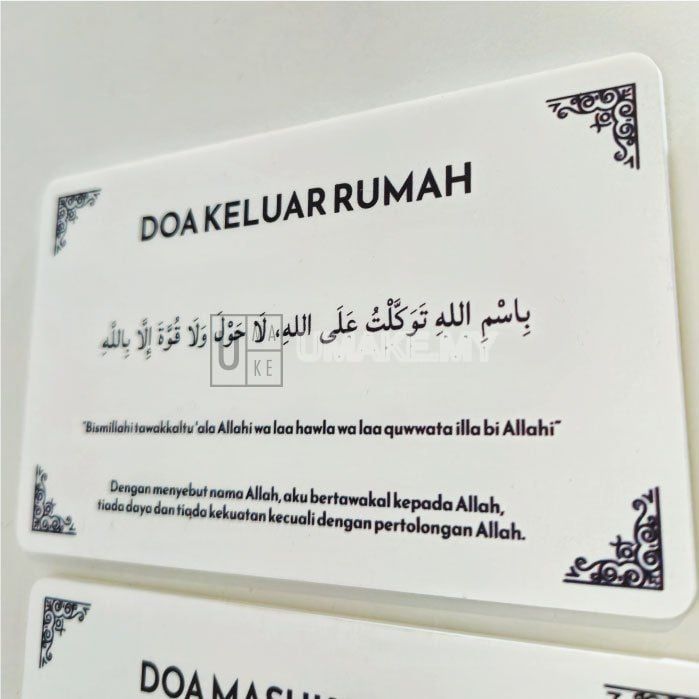 DOA KELUAR RUMAH
بِاسْمِ اللهِ تَوَكَّلْتُ عَلَى اللهِ، لَا حَوْلَ وَلَا قُوَّةَ إِلَّا بِاللَّهِ
U MAKE
UMAKE.MY
"Bismillahi tawakkaltu 'ala Allahi wa laa hawla wa laa quwwata illa bi Allahi"
Dengan menyebut nama Allah, aku bertawakal kepada Allah,
tiada daya dan tiada kekuatan kecuali dengan pertolongan Allah.
DOA